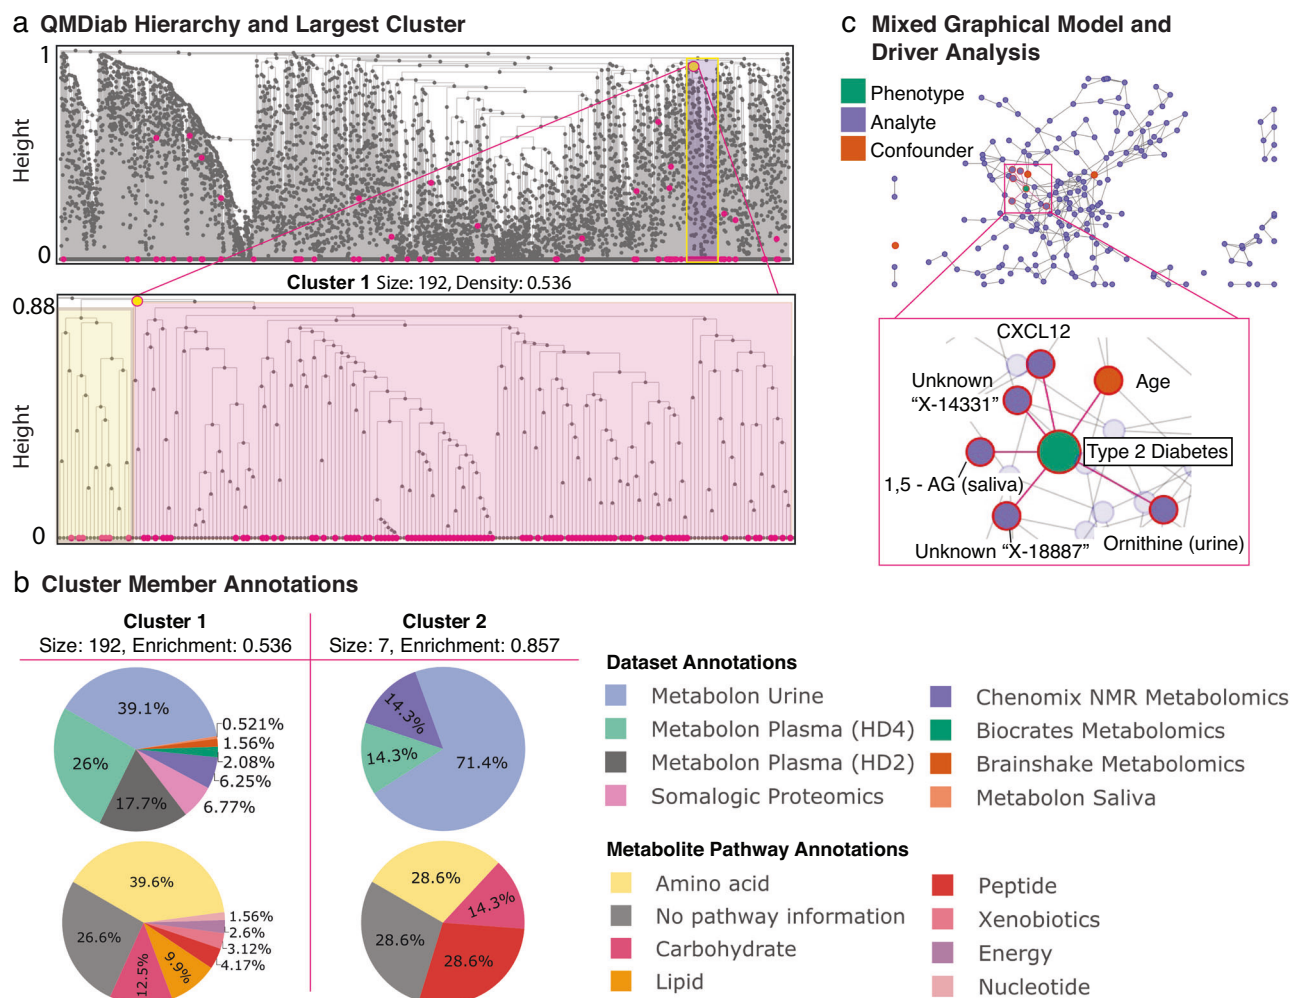 a QMDiab Hierarchy and Largest Cluster
1
Height
0
Cluster 1 Size: 192, Density: 0.536
0.88
Height
0
c Mixed Graphical Model and
Driver Analysis
Phenotype
Analyte
Confounder
CXCL12
Unknown
"X-14331"
Age
Type 2 Diabetes
1,5 - AG (saliva)
Unknown "X-18887"
Ornithine (urine)
b Cluster Member Annotations
Cluster 1
Size: 192, Enrichment: 0.536
39.1%
0.521%
1.56%
2.08%
6.25%
6.77%
17.7%
26%
39.6%
1.56%
2.6%
3.12%
4.17%
9.9%
12.5%
26.6%
Cluster 2
Size: 7, Enrichment: 0.857
14.3%
14.3%
71.4%
28.6%
14.3%
28.6%
28.6%
Dataset Annotations
Metabolon Urine
Metabolon Plasma (HD4)
Metabolon Plasma (HD2)
Somalogic Proteomics
Chenomix NMR Metabolomics
Biocrates Metabolomics
Brainshake Metabolomics
Metabolon Saliva
Metabolite Pathway Annotations
Amino acid
No pathway information
Carbohydrate
Lipid
Peptide
Xenobiotics
Energy
Nucleotide